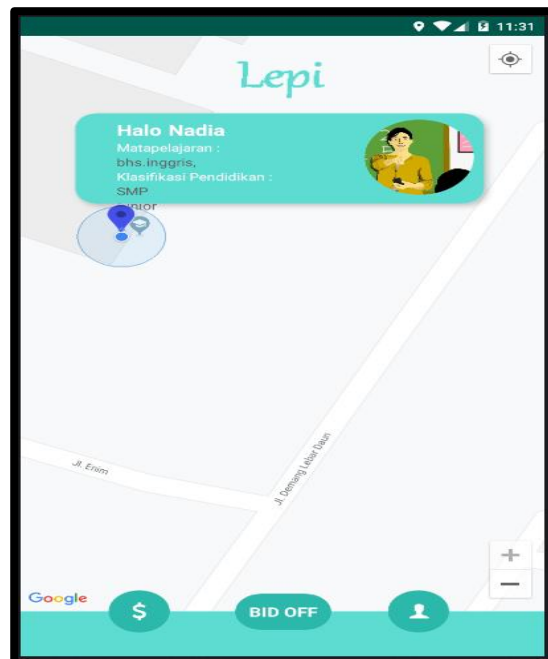 11:31
Lepi
Halo Nadia
Matapelajaran :
bhs.inggris,
Klasifikasi Pendidikan :
SMP
Jl. Enim
Jl. Demang Lebar Daun
Google
$
BID OFF